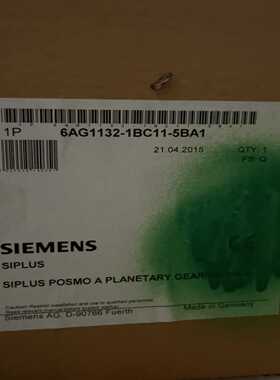 1P 6AG1132-1BC11-5BA1
21.04.2015 QTY: 1
SIEMENS
SIPLUS
SIPLUS POSMO A PLANETARY GEAR
Made in Germany
Siemens AG, D-90766 Fuerth